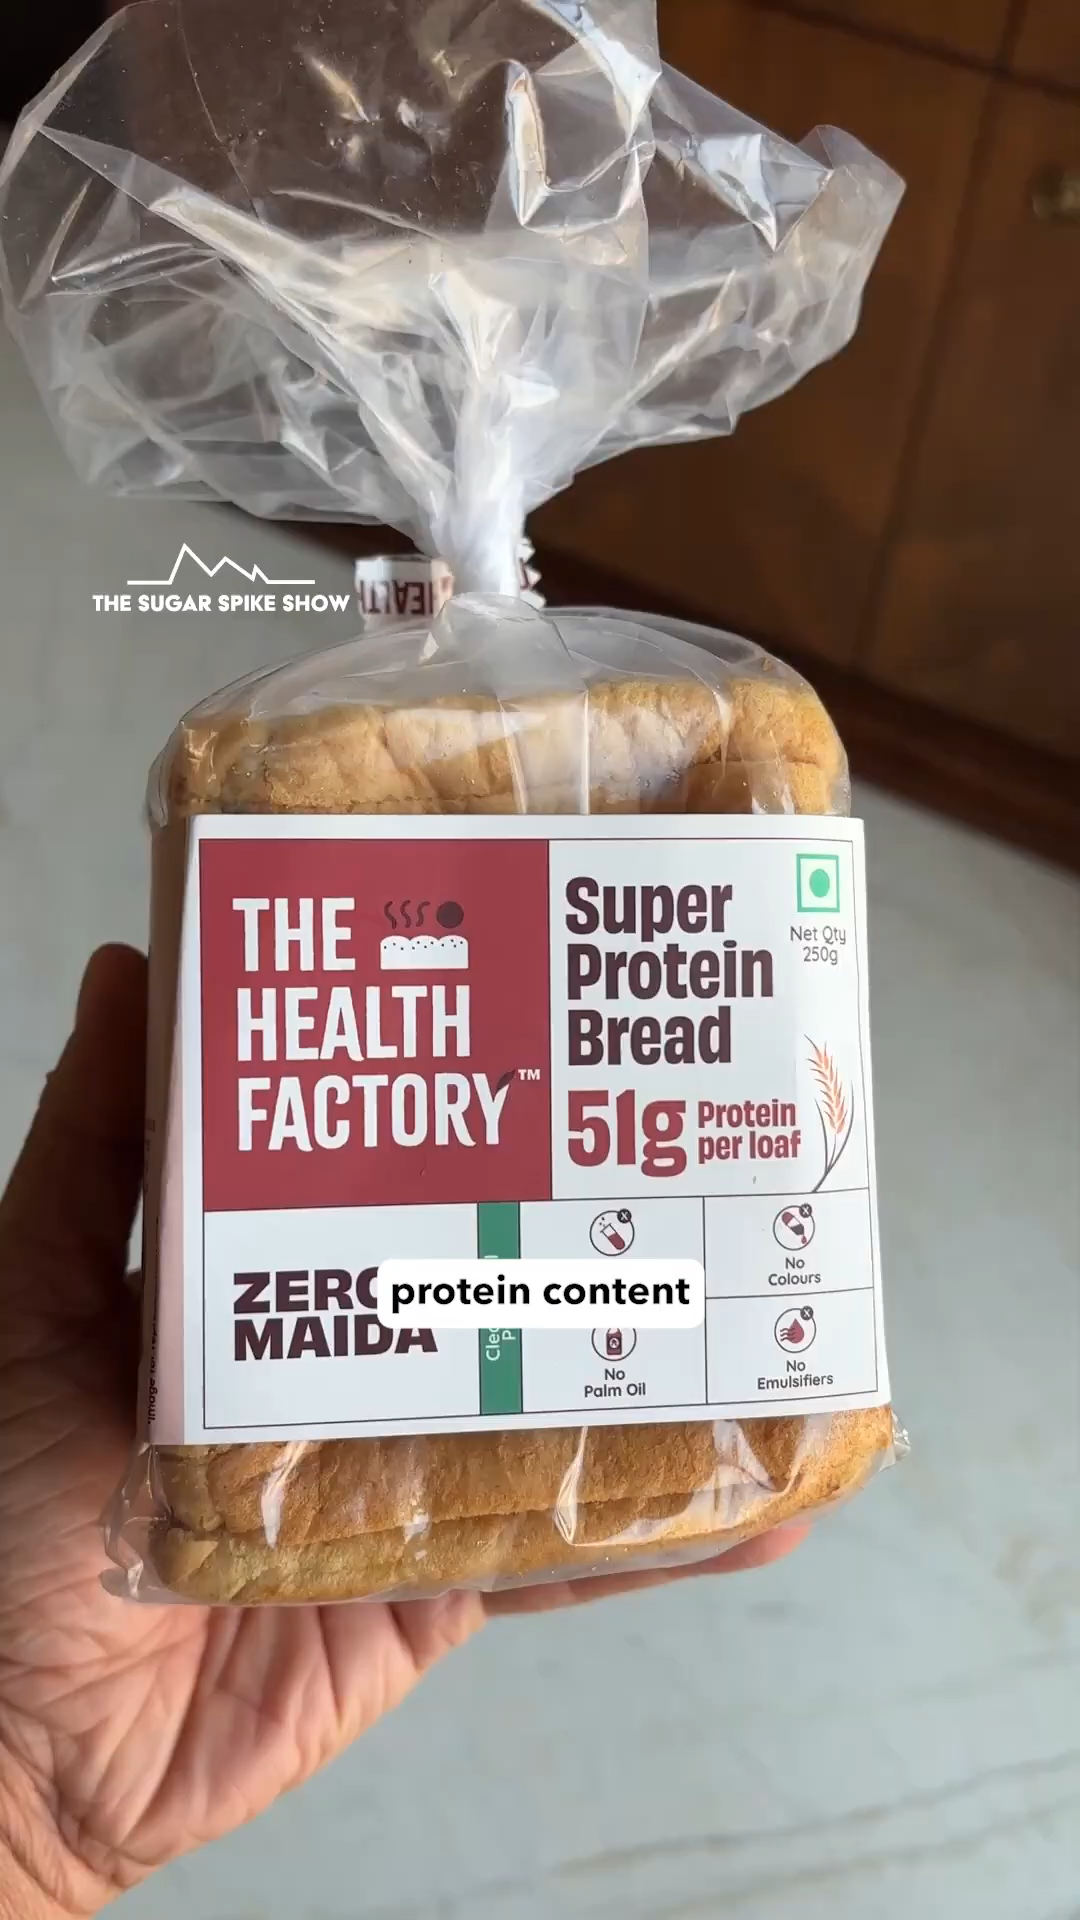 THE SUGAR SPIKE SHOW
HEALTH
THE
HEALTH
FACTORY™
Super
Protein
Bread
Net Qty
250g
51g Protein
per loaf
ZERO
MAIDA
protein content
No
Colours
No
Palm Oil
No
Emulsifiers